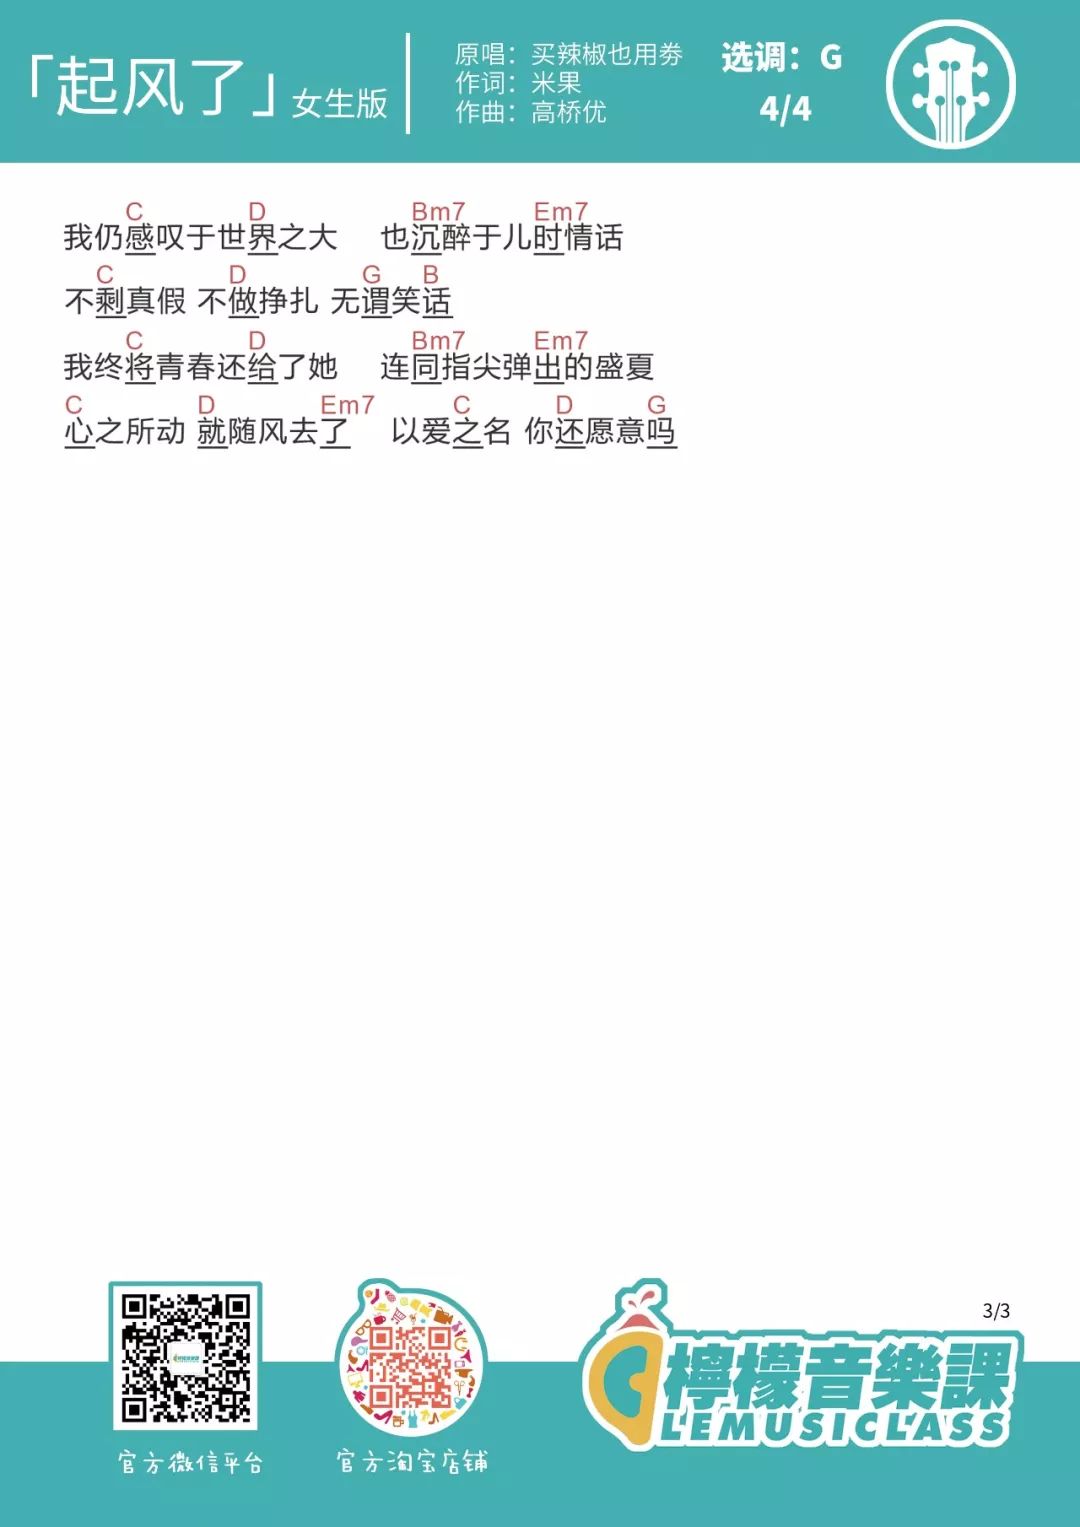 「起风了」女生版
原唱：买辣椒也用券
作词：米果
作曲：高桥优
选调：G
4/4
C D Bm7 Em7
我仍感叹于世界之大 也沉醉于儿时情话
C D G B
不剩真假 不做挣扎 无谓笑话
C D Bm7 Em7
我终将青春还给了她 连同指尖弹出的盛夏
C D Em7 C D G
心之所动 就随风去了 以爱之名 你还愿意吗
3/3
檸檬音樂課
LEMUSICLASS
官方微信平台
官方淘宝店铺